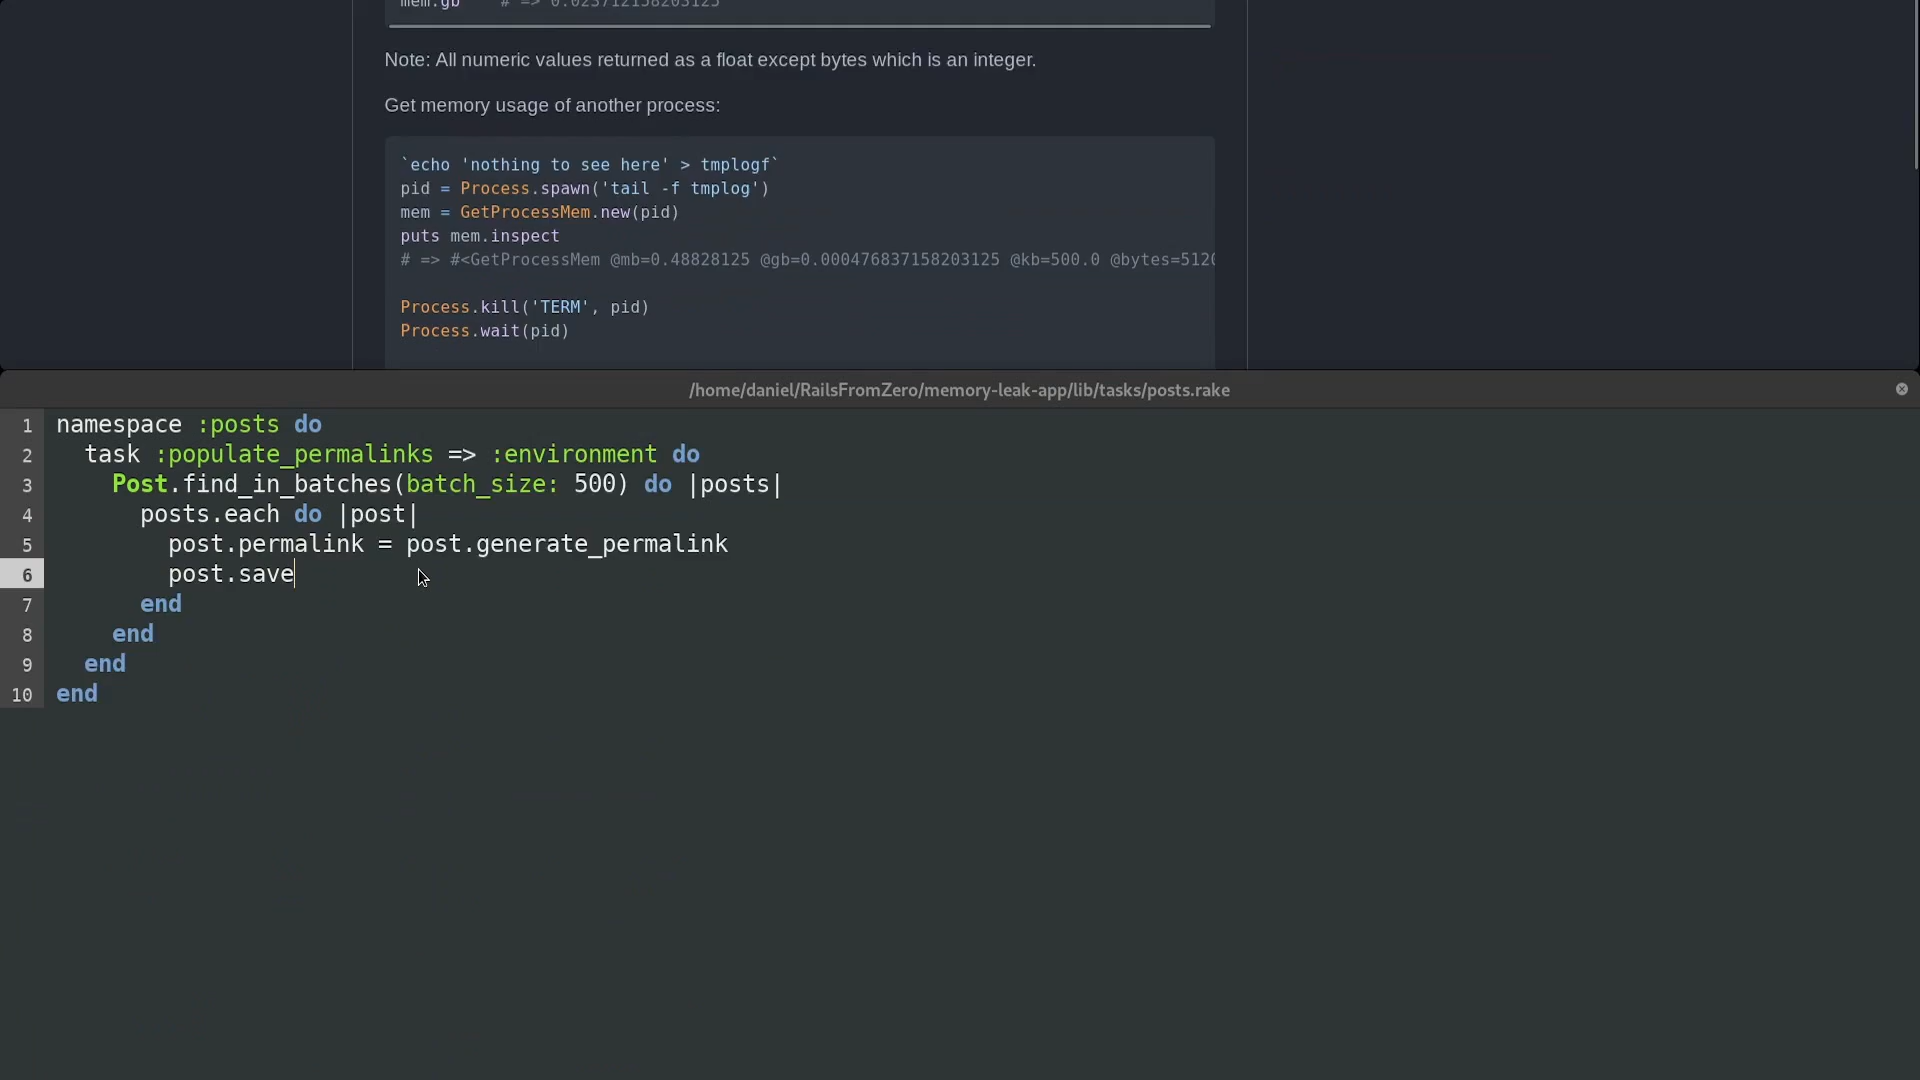 mem.gb    # => 0.023712158203125
Note: All numeric values returned as a float except bytes which is an integer.
Get memory usage of another process:
`echo 'nothing to see here' > tmplogf`
pid = Process.spawn('tail -f tmplog')
mem = GetProcessMem.new(pid)
puts mem.inspect
# => #<GetProcessMem @mb=0.48828125 @gb=0.000476837158203125 @kb=500.0 @bytes=5120
Process.kill('TERM', pid)
Process.wait(pid)
/home/daniel/RailsFromZero/memory-leak-app/lib/tasks/posts.rake
1 namespace :posts do
2   task :populate_permalinks => :environment do
3     Post.find_in_batches(batch_size: 500) do |posts|
4       posts.each do |post|
5         post.permalink = post.generate_permalink
6         post.save
7       end
8     end
9   end
10 end